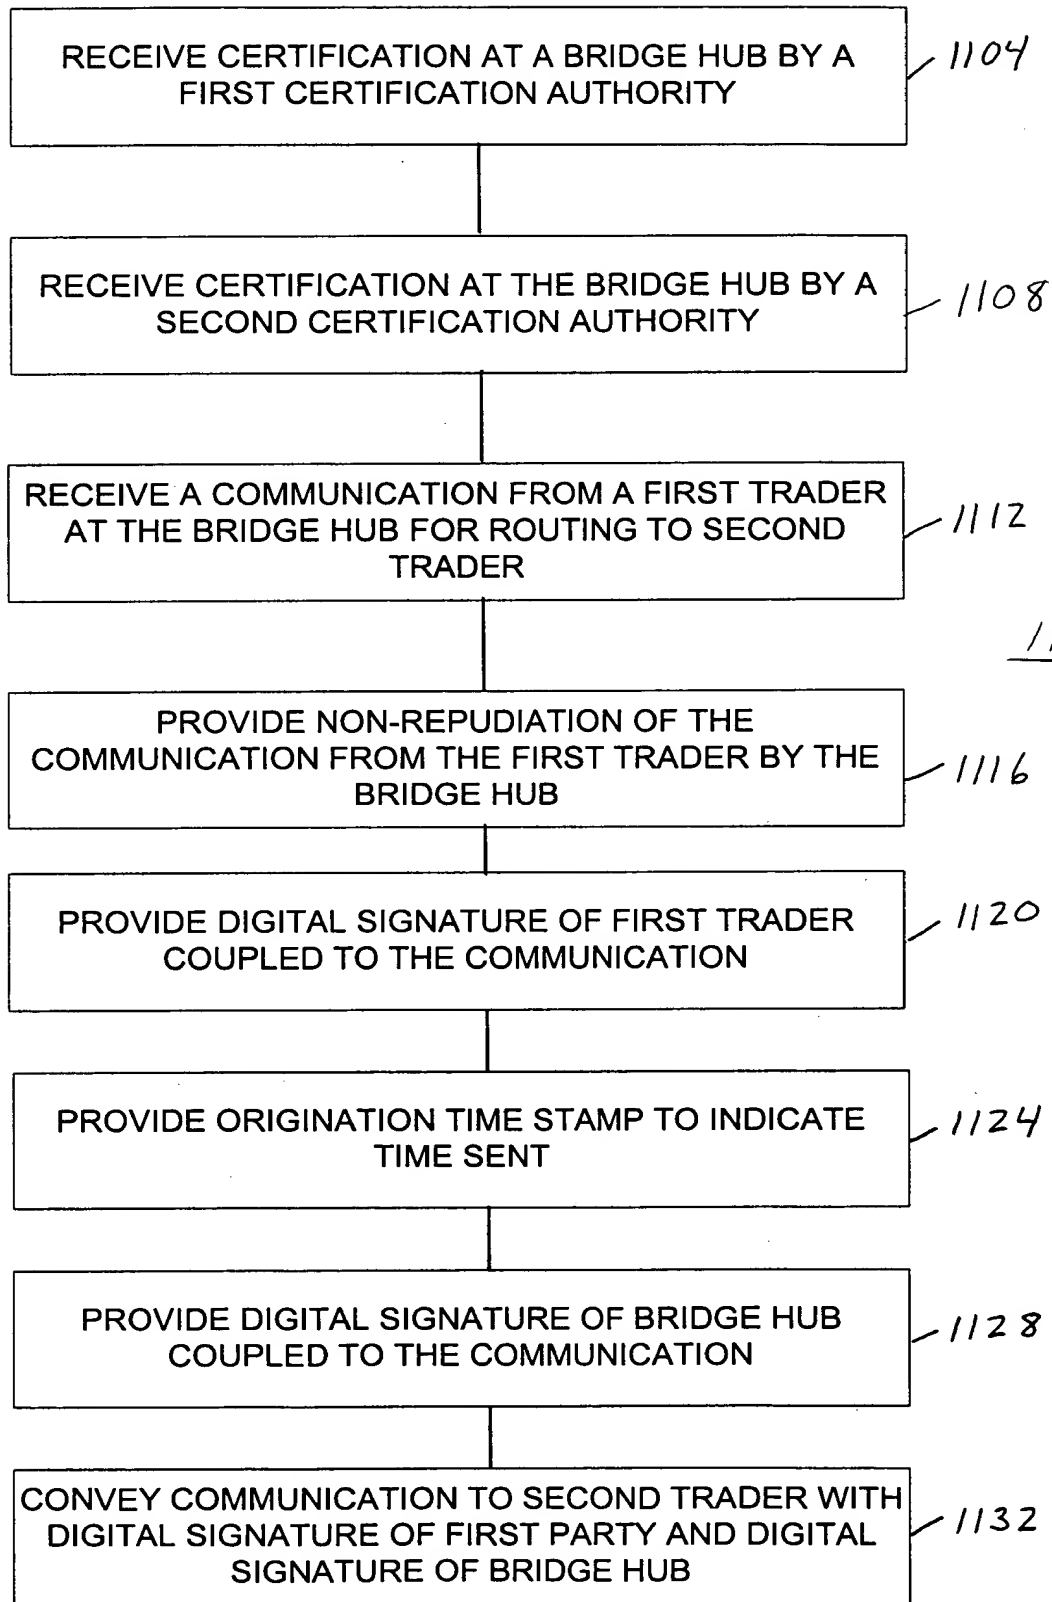 RECEIVE CERTIFICATION AT A BRIDGE HUB BY A
FIRST CERTIFICATION AUTHORITY
1104
RECEIVE CERTIFICATION AT THE BRIDGE HUB BY A
SECOND CERTIFICATION AUTHORITY
1108
RECEIVE A COMMUNICATION FROM A FIRST TRADER
AT THE BRIDGE HUB FOR ROUTING TO SECOND
TRADER
1112
PROVIDE NON-REPUDIATION OF THE
COMMUNICATION FROM THE FIRST TRADER BY THE
BRIDGE HUB
1116
PROVIDE DIGITAL SIGNATURE OF FIRST TRADER
COUPLED TO THE COMMUNICATION
1120
PROVIDE ORIGINATION TIME STAMP TO INDICATE
TIME SENT
1124
PROVIDE DIGITAL SIGNATURE OF BRIDGE HUB
COUPLED TO THE COMMUNICATION
1128
CONVEY COMMUNICATION TO SECOND TRADER WITH
DIGITAL SIGNATURE OF FIRST PARTY AND DIGITAL
SIGNATURE OF BRIDGE HUB
1132